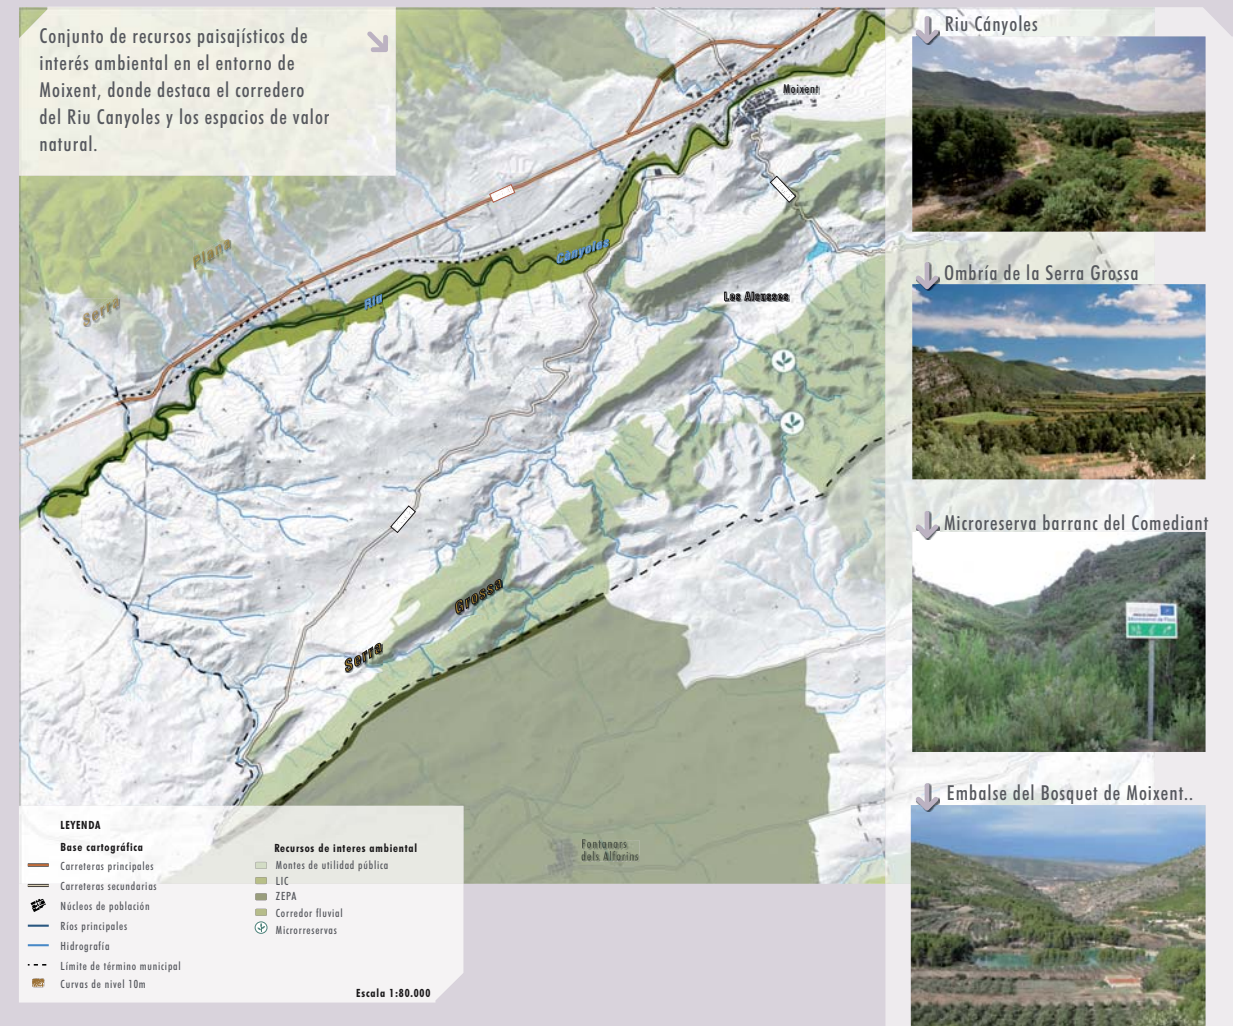 Conjunto de recursos paisajísticos de
interés ambiental en el entorno de
Moixent, donde destaca el corredero
del Riu Canyoles y los espacios de valor
natural.
Moixent
Serra Plana
Riu Canyoles
Les Alcusses
Serra Grossa
Fontanars
dels Alforins
LEYENDA
Base cartográfica
Carreteras principales
Carreteras secundarias
Núcleos de población
Ríos principales
Hidrografía
Límite de término municipal
Curvas de nivel 10m
Recursos de interes ambiental
Montes de utilidad pública
LIC
ZEPA
Corredor fluvial
Microrreservas
Escala 1:80.000
Riu Cányoles
Ombría de la Serra Grossa
Microreserva barranc del Comediant
Embalse del Bosquet de Moixent..